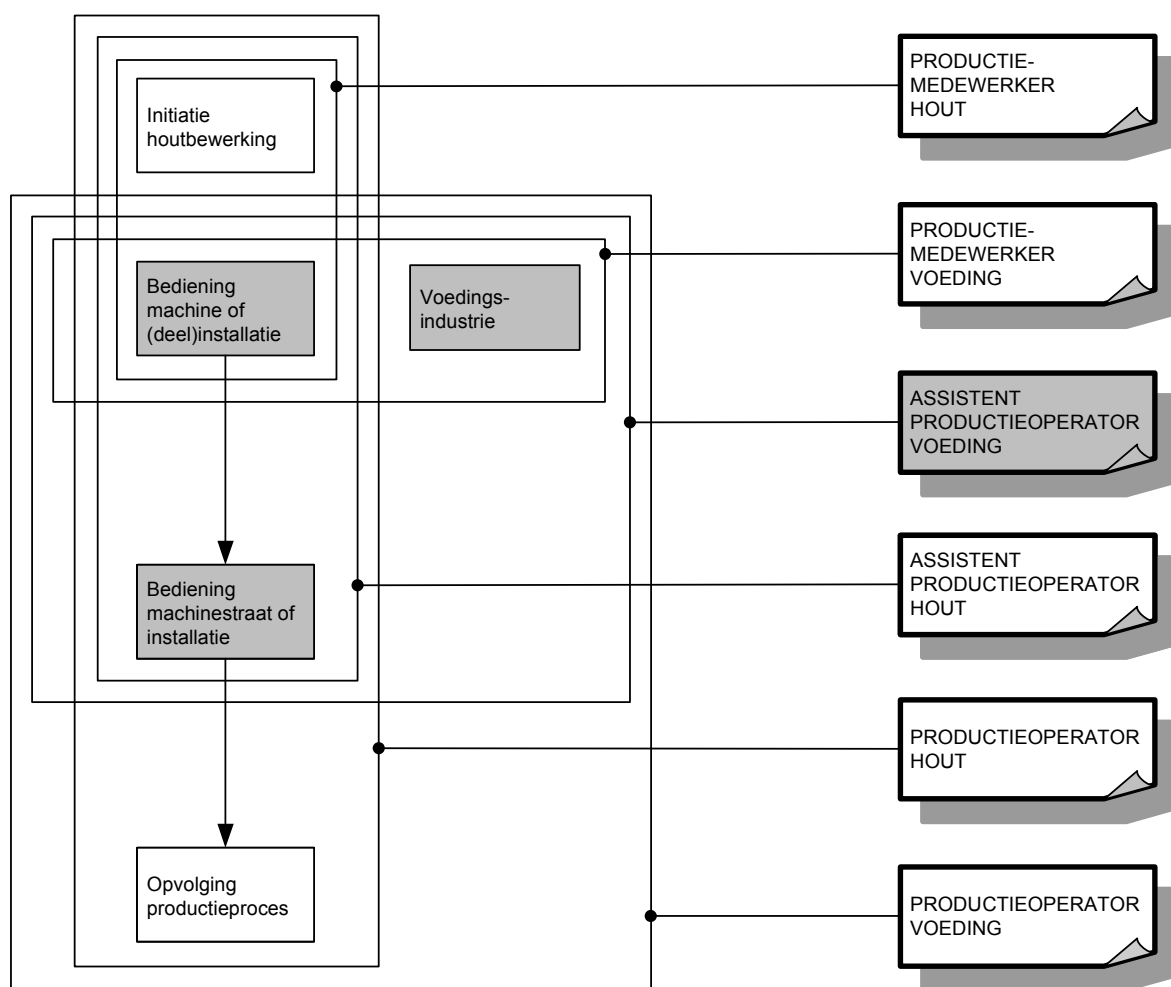 Initiatie
houtbewerking
Bediening
machine of
(deel)installatie
Voedings-
industrie
Bediening
machinestraat of
installatie
Opvolging
productieproces
PRODUCTIE-
MEDEWERKER
HOUT
PRODUCTIE-
MEDEWERKER
VOEDING
ASSISTENT
PRODUCTIEOPERATOR
VOEDING
ASSISTENT
PRODUCTIEOPERATOR
HOUT
PRODUCTIEOPERATOR
HOUT
PRODUCTIEOPERATOR
VOEDING